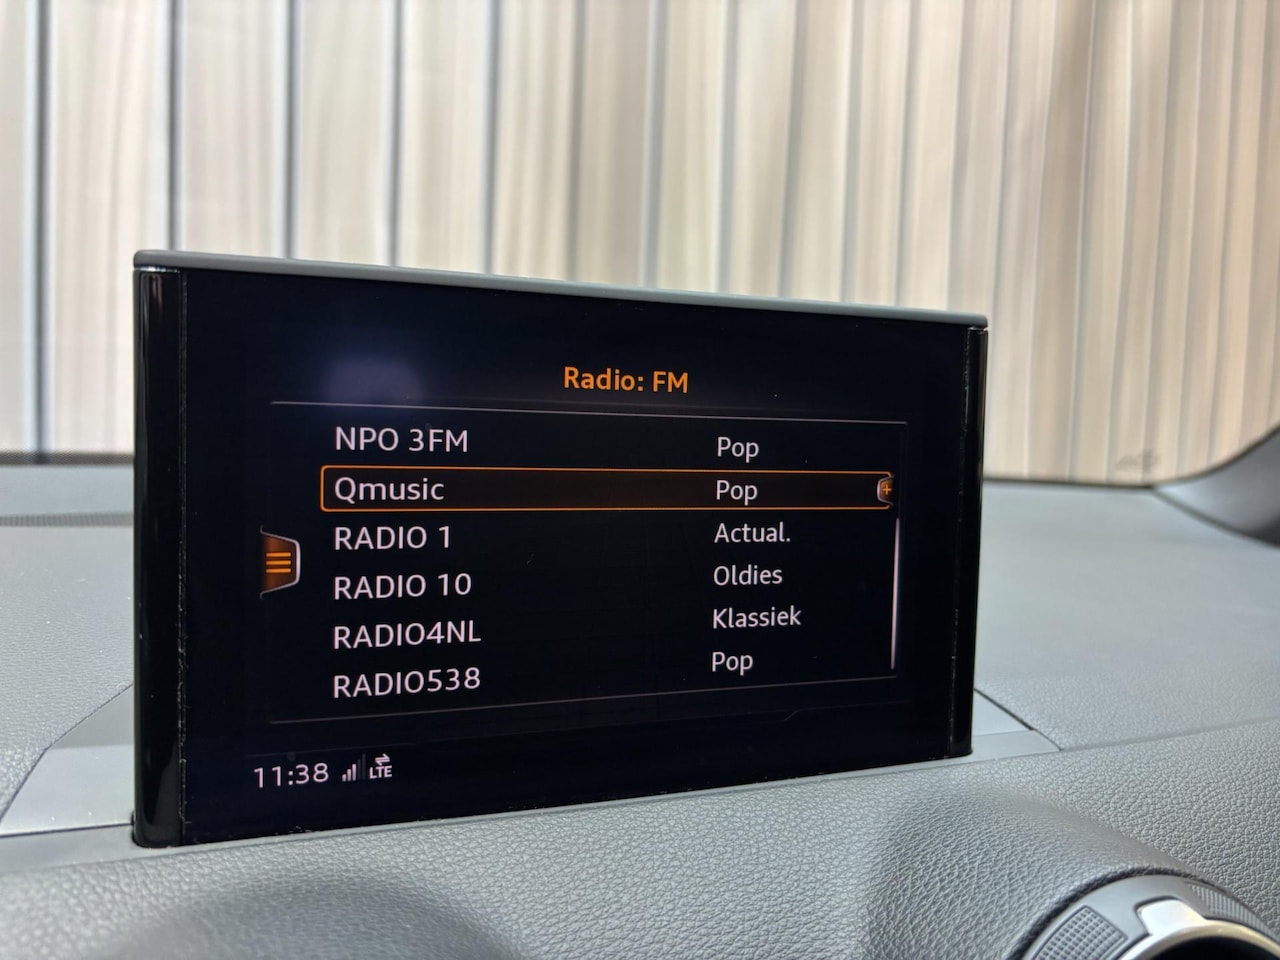 Radio: FM
NPO 3FM Pop
Qmusic Pop
RADIO 1 Actual.
RADIO 10 Oldies
RADIO4NL Klassiek
RADIO538 Pop
11:38 LTE